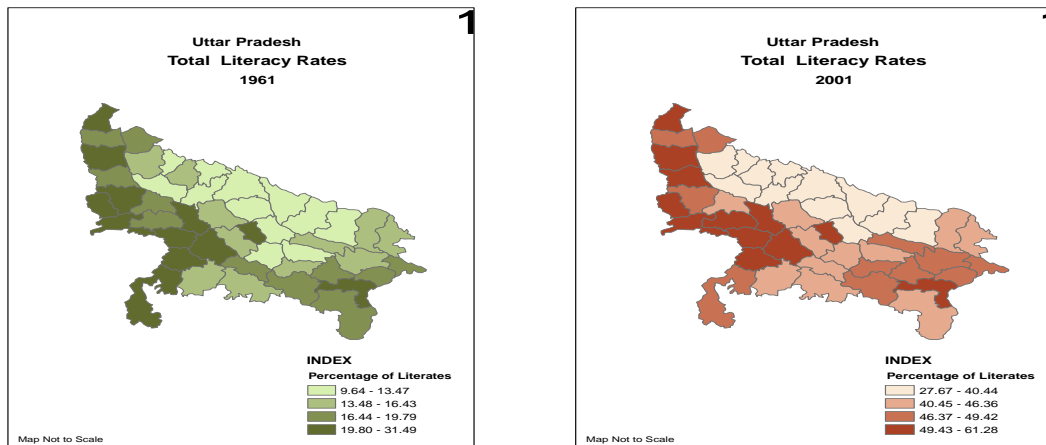 1
Uttar Pradesh
Total Literacy Rates
1961
INDEX
Percentage of Literates
9.64 - 13.47
13.48 - 16.43
16.44 - 19.79
19.80 - 31.49
Map Not to Scale
1
Uttar Pradesh
Total Literacy Rates
2001
INDEX
Percentage of Literates
27.67 - 40.44
40.45 - 46.36
46.37 - 49.42
49.43 - 61.28
Map Not to Scale